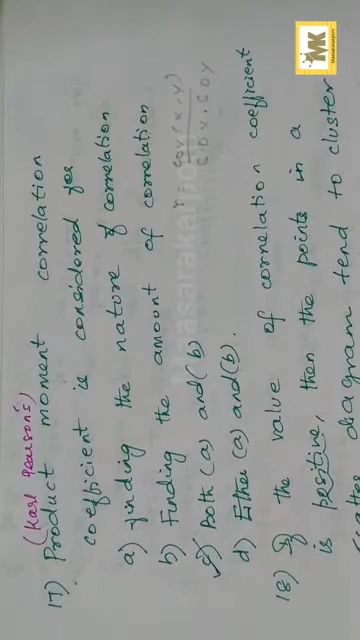 (Karl Pearson's)
17) Product moment correlation
coefficient is considered for
a) finding the nature of correlation
b) Finding the amount of correlation
c) Both (a) and (b)
r = cov(x,y)
S.D x. S.D y
d) Either (a) and (b).
18) If the value of correlation coefficient
is positive, then the points in a
scatter diagram tend to cluster
MK